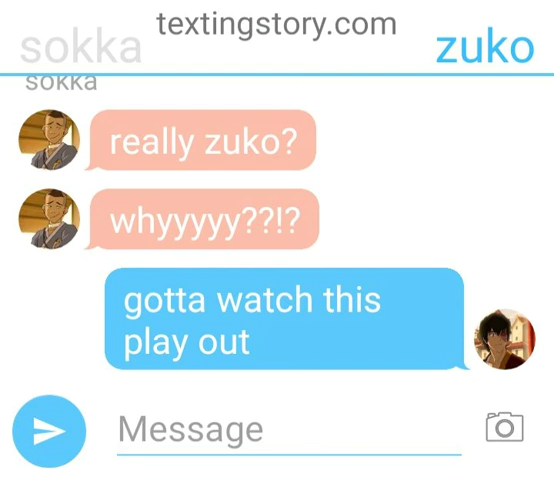 textingstory.com
sokka
zuko
sokka
really zuko?
whyyyyy??!?
gotta watch this
play out
Message